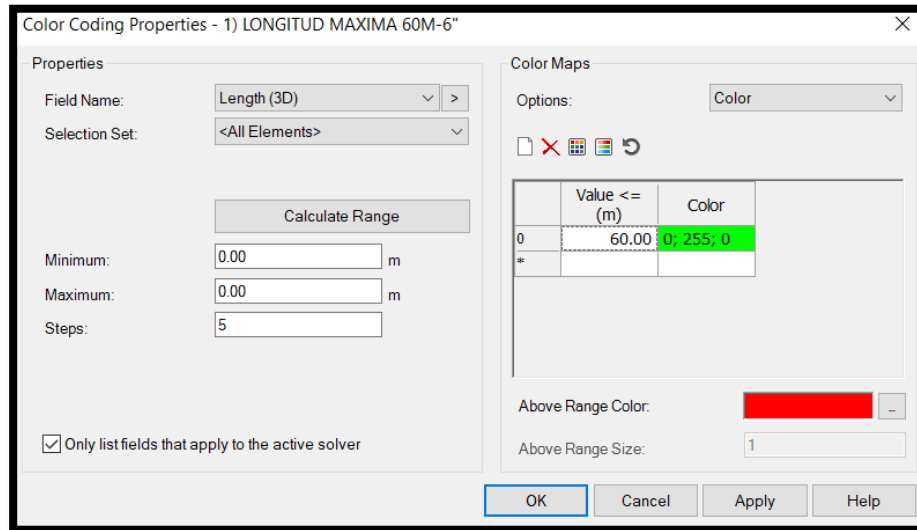 Color Coding Properties - 1) LONGITUD MAXIMA 60M-6"
Properties
Field Name:
Length (3D)
>
Selection Set:
<All Elements>
Calculate Range
Minimum:
0.00
m
Maximum:
0.00
m
Steps:
5
Only list fields that apply to the active solver
Color Maps
Options:
Color
Value <=
(m)
Color
0
60.00
0; 255; 0
*
Above Range Color:
...
Above Range Size:
1
OK
Cancel
Apply
Help